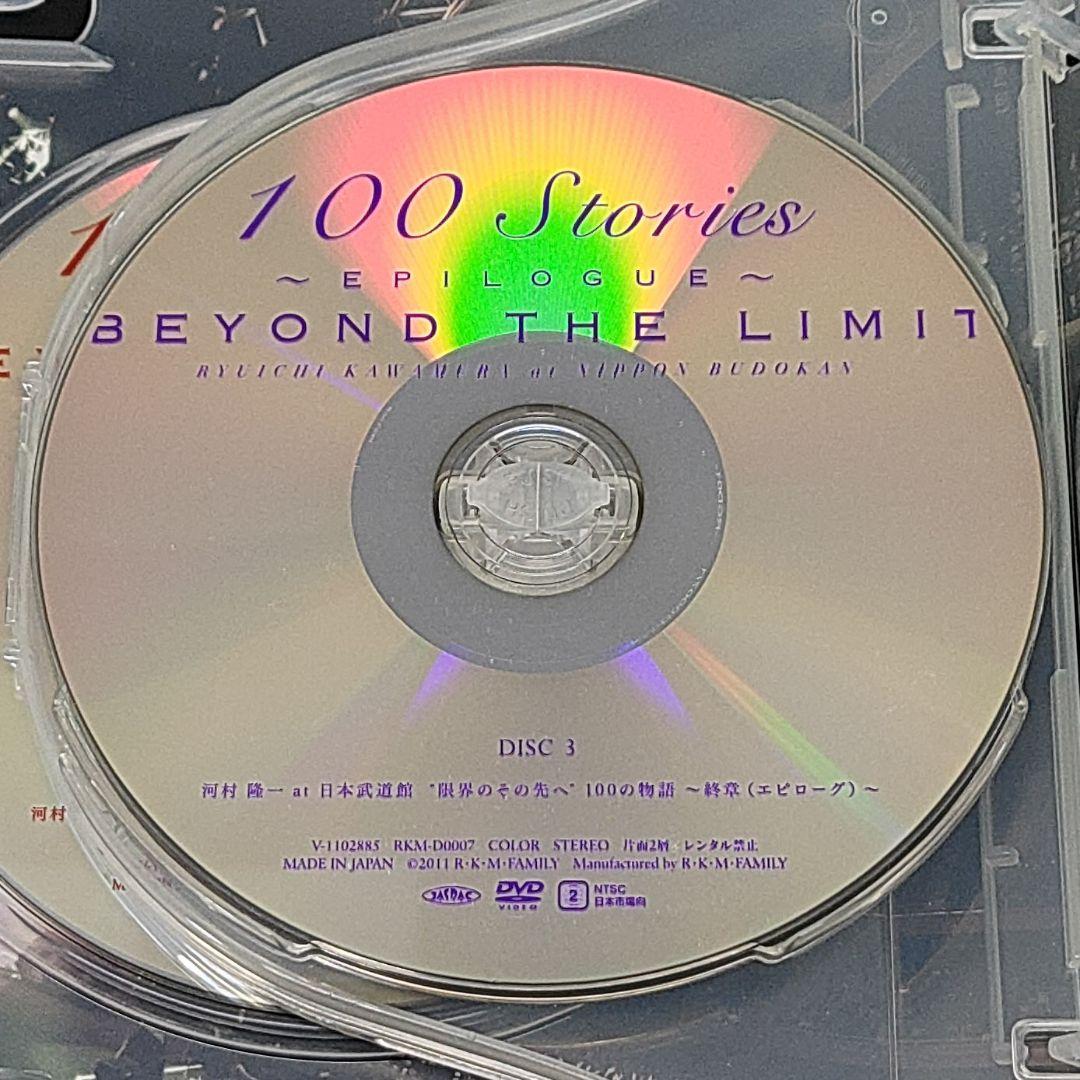 100 Stories
～EPILOGUE～
BEYOND THE LIMIT
RYUICHI KAWAMURA at NIPPON BUDOKAN
DISC 3
河村 隆一 at 日本武道館 "限界のその先へ" 100の物語 ～終章（エピローグ）～
V-1102885 RKM-D0007 COLOR STEREO 片面2層 レンタル禁止
MADE IN JAPAN ©2011 R・K・M・FAMILY Manufactured by R・K・M・FAMILY
JASRAC DVD VIDEO 2 NTSC 日本市場向
河村